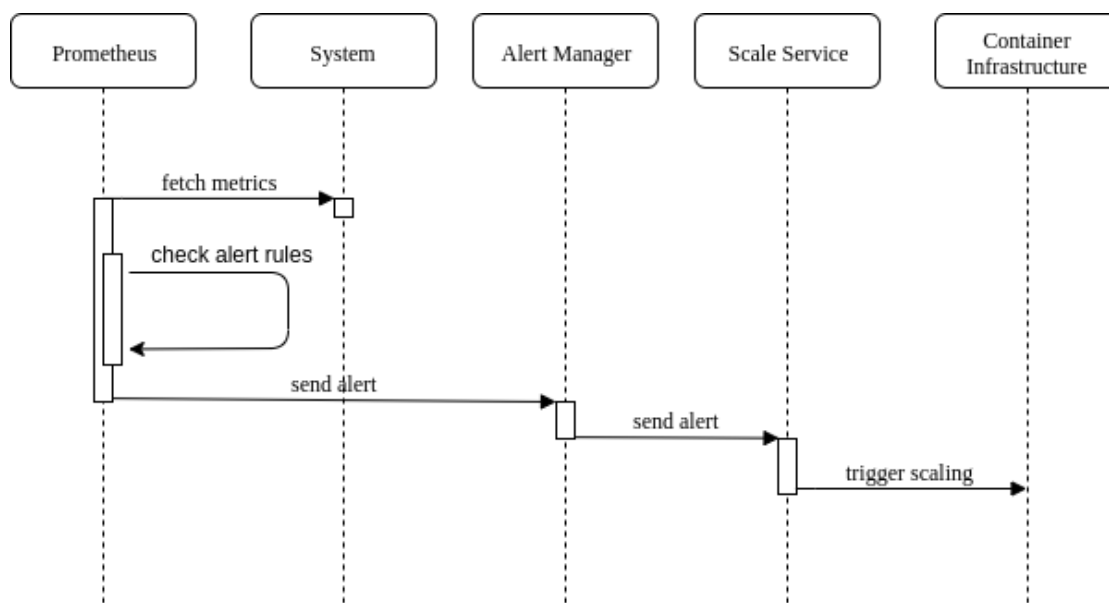 Prometheus
System
Alert Manager
Scale Service
Container
Infrastructure
fetch metrics
check alert rules
send alert
send alert
trigger scaling